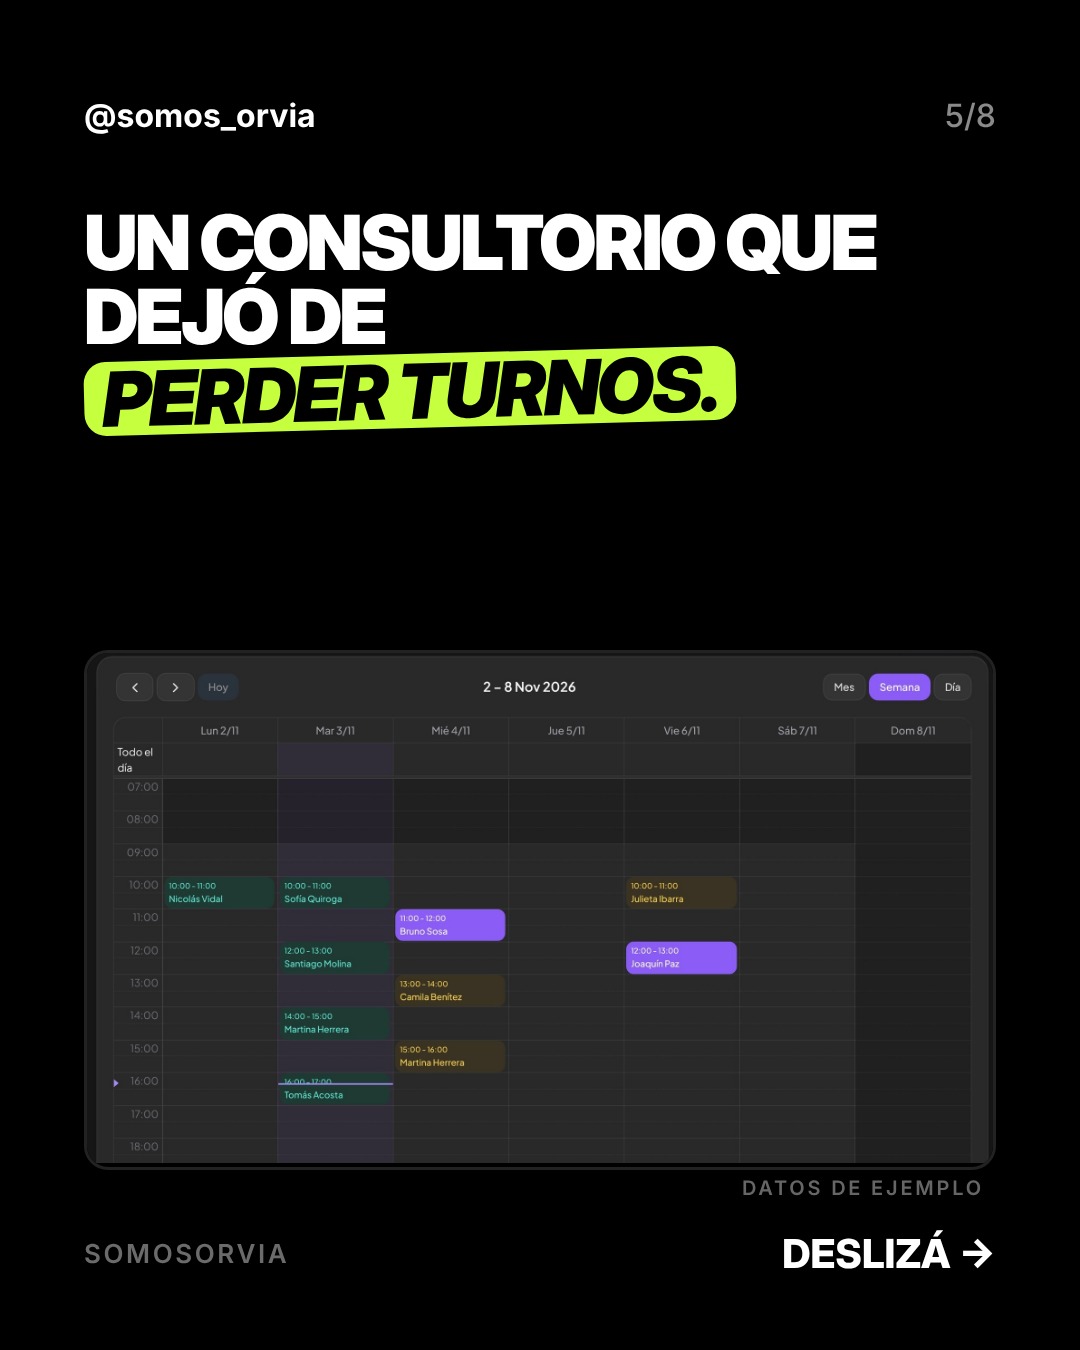 @somos_orvia
5/8
UN CONSULTORIO QUE
DEJÓ DE
PERDER TURNOS.
Hoy
2 – 8 Nov 2026
Mes
Semana
Día
Lun 2/11
Mar 3/11
Mié 4/11
Jue 5/11
Vie 6/11
Sáb 7/11
Dom 8/11
Todo el
día
07:00
08:00
09:00
10:00
10:00 - 11:00
Nicolás Vidal
10:00 - 11:00
Sofía Quiroga
10:00 - 11:00
Julieta Ibarra
11:00
11:00 - 12:00
Bruno Sosa
12:00
12:00 - 13:00
Santiago Molina
12:00 - 13:00
Joaquín Paz
13:00
13:00 - 14:00
Camila Benítez
14:00
14:00 - 15:00
Martina Herrera
15:00
15:00 - 16:00
Martina Herrera
16:00
16:00 - 17:00
Tomás Acosta
17:00
18:00
DATOS DE EJEMPLO
SOMOSORVIA
DESLIZÁ →